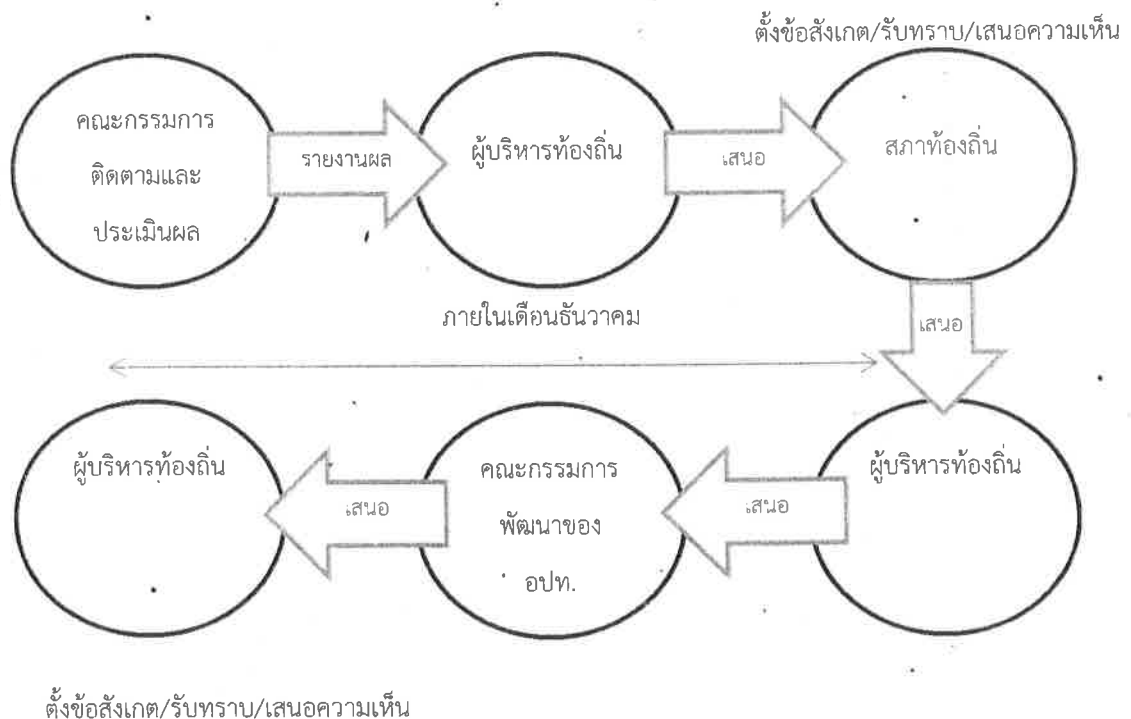 ตั้งข้อสังเกต/รับทราบ/เสนอความเห็น
คณะกรรมการ
ติดตามและ
ประเมินผล
รายงานผล
ผู้บริหารท้องถิ่น
เสนอ
สภาท้องถิ่น
เสนอ
ภายในเดือนธันวาคม
ผู้บริหารท้องถิ่น
เสนอ
คณะกรรมการ
พัฒนาของ
อปท.
เสนอ
ผู้บริหารท้องถิ่น
ตั้งข้อสังเกต/รับทราบ/เสนอความเห็น